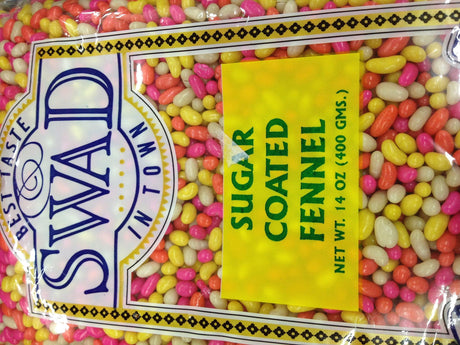 BEST TASTE
&
SWAD
IN TOWN
SUGAR
COATED
FENNEL
NET WT. 14 OZ (400 GMS.)